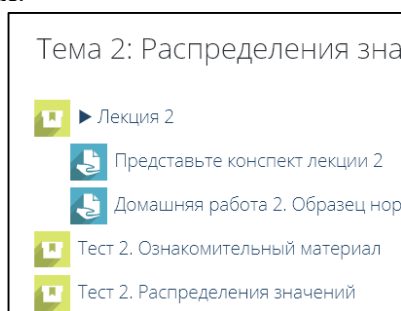 Тема 2: Распределения зна
Лекция 2
Представьте конспект лекции 2
Домашняя работа 2. Образец нор
Тест 2. Ознакомительный материал
Тест 2. Распределения значений